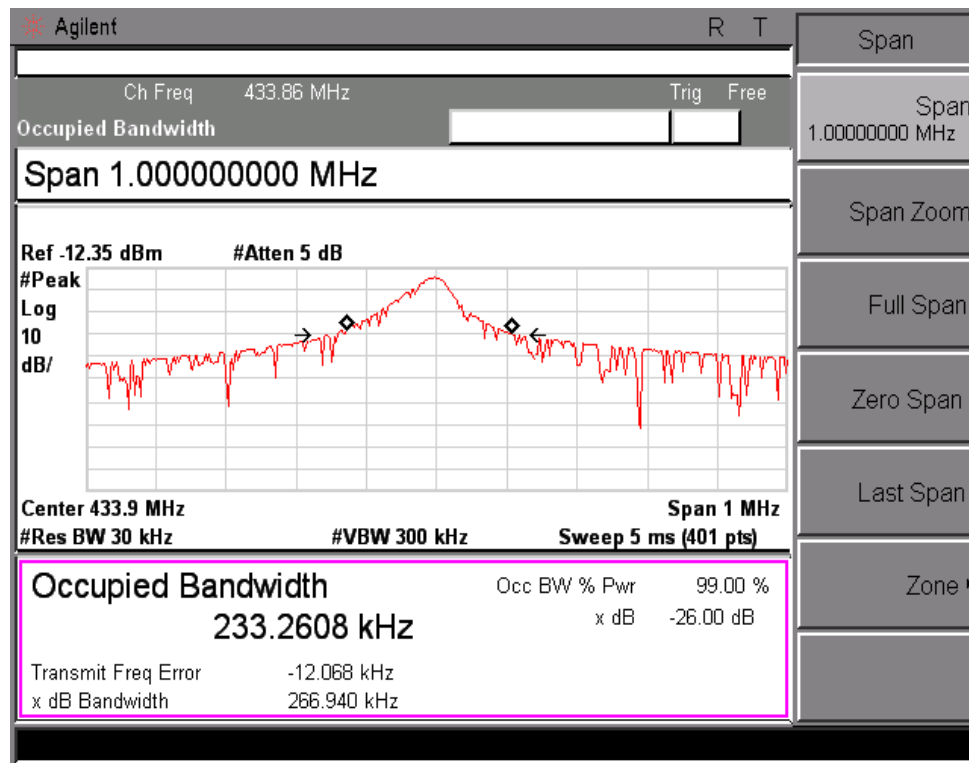 Agilent R T
Ch Freq 433.86 MHz Trig Free
Occupied Bandwidth
Span 1.000000000 MHz
Ref -12.35 dBm #Atten 5 dB
#Peak
Log
10
dB/
Center 433.9 MHz Span 1 MHz
#Res BW 30 kHz #VBW 300 kHz Sweep 5 ms (401 pts)
Occupied Bandwidth
233.2608 kHz
Occ BW % Pwr 99.00 %
x dB -26.00 dB
Transmit Freq Error -12.068 kHz
x dB Bandwidth 266.940 kHz
Span
Span
1.00000000 MHz
Span Zoom
Full Span
Zero Span
Last Span
Zone